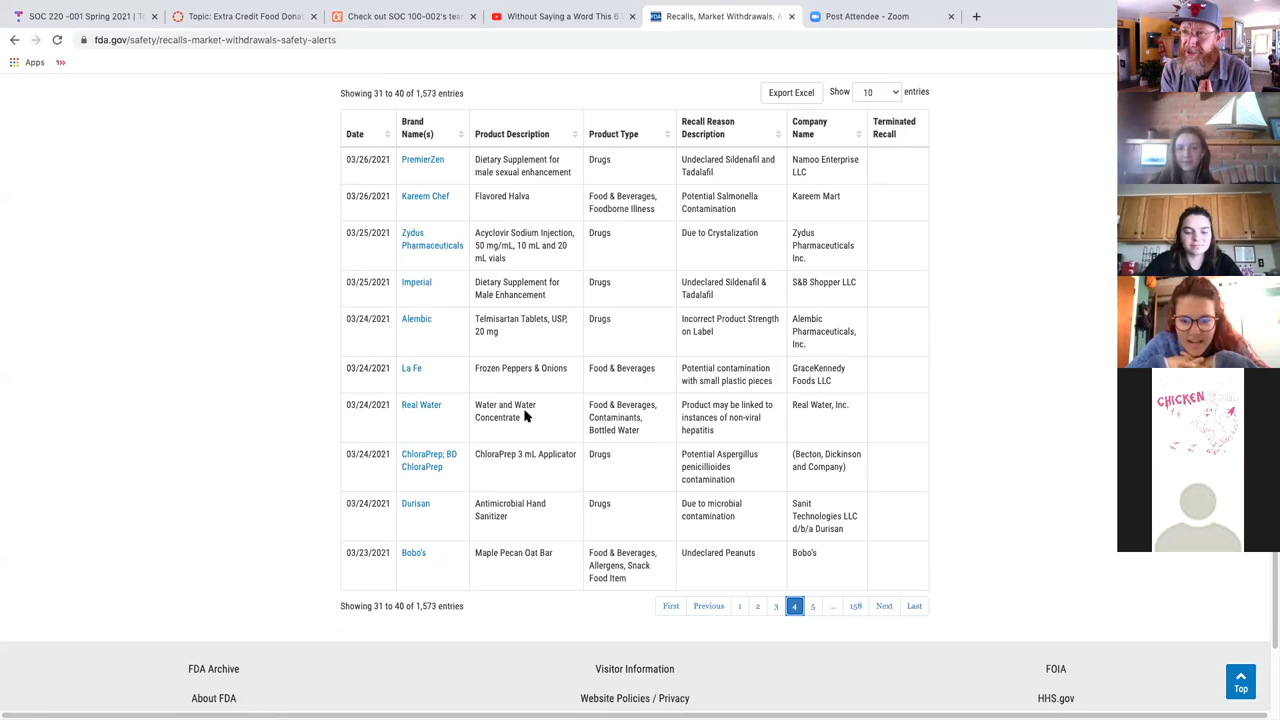 SOC 220 -001 Spring 2021 | T
Topic: Extra Credit Food Dona
Check out SOC 100-002's tea
Without Saying a Word This 6
Recalls, Market Withdrawals, &
Post Attendee - Zoom
fda.gov/safety/recalls-market-withdrawals-safety-alerts
Apps
Showing 31 to 40 of 1,573 entries
Export Excel
Show 10 entries
Date
Brand Name(s)
Product Description
Product Type
Recall Reason Description
Company Name
Terminated Recall
03/26/2021
PremierZen
Dietary Supplement for
male sexual enhancement
Drugs
Undeclared Sildenafil and
Tadalafil
Namoo Enterprise
LLC
03/26/2021
Kareem Chef
Flavored Halva
Food & Beverages,
Foodborne Illness
Potential Salmonella
Contamination
Kareem Mart
03/25/2021
Zydus
Pharmaceuticals
Acyclovir Sodium Injection,
50 mg/mL, 10 mL and 20
mL vials
Drugs
Due to Crystalization
Zydus
Pharmaceuticals
Inc.
03/25/2021
Imperial
Dietary Supplement for
Male Enhancement
Drugs
Undeclared Sildenafil &
Tadalafil
S&B Shopper LLC
03/24/2021
Alembic
Telmisartan Tablets, USP,
20 mg
Drugs
Incorrect Product Strength
on Label
Alembic
Pharmaceuticals,
Inc.
03/24/2021
La Fe
Frozen Peppers & Onions
Food & Beverages
Potential contamination
with small plastic pieces
GraceKennedy
Foods LLC
03/24/2021
Real Water
Water and Water
Concentrate
Food & Beverages,
Contaminants,
Bottled Water
Product may be linked to
instances of non-viral
hepatitis
Real Water, Inc.
03/24/2021
ChloraPrep; BD
ChloraPrep
ChloraPrep 3 mL Applicator
Drugs
Potential Aspergillus
penicillioides
contamination
(Becton, Dickinson
and Company)
03/24/2021
Durisan
Antimicrobial Hand
Sanitizer
Drugs
Due to microbial
contamination
Sanit
Technologies LLC
d/b/a Durisan
03/23/2021
Bobo's
Maple Pecan Oat Bar
Food & Beverages,
Allergens, Snack
Food Item
Undeclared Peanuts
Bobo's
Showing 31 to 40 of 1,573 entries
First Previous 1 2 3 4 5 ... 158 Next Last
FDA Archive
Visitor Information
FOIA
About FDA
Website Policies / Privacy
HHS.gov
Top
CHICKEN